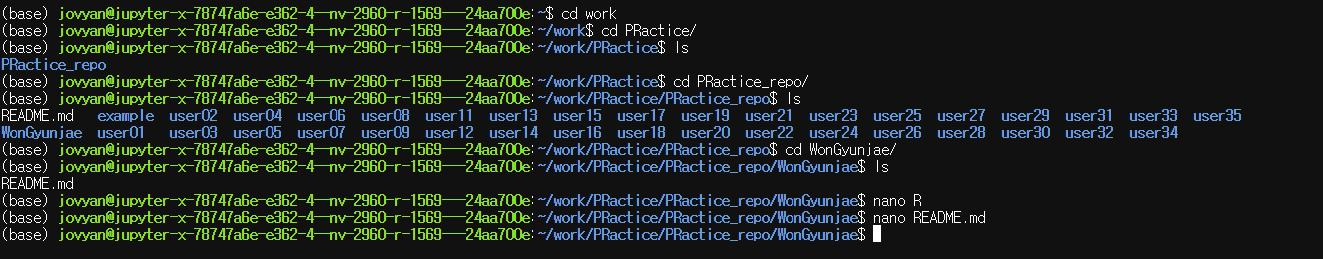 (base) jovyan@jupyter-x-78747a6e-e362-4--nv-2960-r-1569---24aa700e:~$ cd work
(base) jovyan@jupyter-x-78747a6e-e362-4--nv-2960-r-1569---24aa700e:~/work$ cd PRactice/
(base) jovyan@jupyter-x-78747a6e-e362-4--nv-2960-r-1569---24aa700e:~/work/PRactice$ ls
PRactice_repo
(base) jovyan@jupyter-x-78747a6e-e362-4--nv-2960-r-1569---24aa700e:~/work/PRactice$ cd PRactice_repo/
(base) jovyan@jupyter-x-78747a6e-e362-4--nv-2960-r-1569---24aa700e:~/work/PRactice/PRactice_repo$ ls
README.md example user02 user04 user06 user08 user11 user13 user15 user17 user19 user21 user23 user25 user27 user29 user31 user33 user35
WonGyunjae user01 user03 user05 user07 user09 user12 user14 user16 user18 user20 user22 user24 user26 user28 user30 user32 user34
(base) jovyan@jupyter-x-78747a6e-e362-4--nv-2960-r-1569---24aa700e:~/work/PRactice/PRactice_repo$ cd WonGyunjae/
(base) jovyan@jupyter-x-78747a6e-e362-4--nv-2960-r-1569---24aa700e:~/work/PRactice/PRactice_repo/WonGyunjae$ ls
README.md
(base) jovyan@jupyter-x-78747a6e-e362-4--nv-2960-r-1569---24aa700e:~/work/PRactice/PRactice_repo/WonGyunjae$ nano R
(base) jovyan@jupyter-x-78747a6e-e362-4--nv-2960-r-1569---24aa700e:~/work/PRactice/PRactice_repo/WonGyunjae$ nano README.md
(base) jovyan@jupyter-x-78747a6e-e362-4--nv-2960-r-1569---24aa700e:~/work/PRactice/PRactice_repo/WonGyunjae$